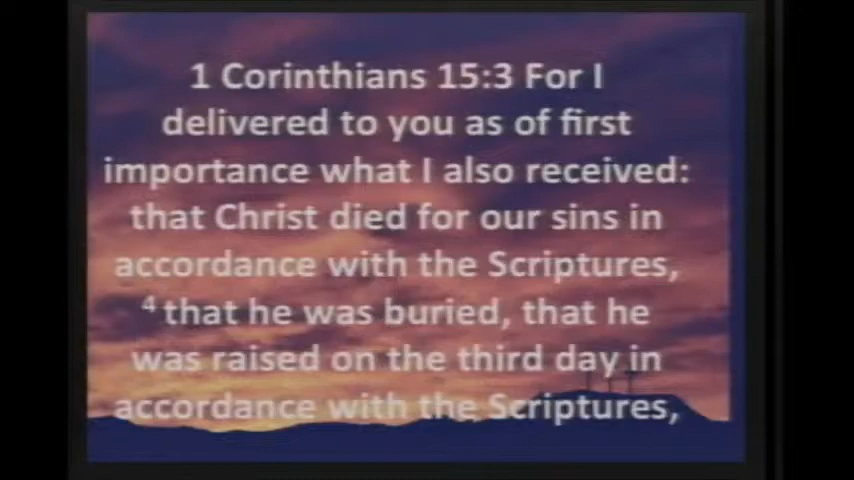 1 Corinthians 15:3 For I
delivered to you as of first
importance what I also received:
that Christ died for our sins in
accordance with the Scriptures,
4 that he was buried, that he
was raised on the third day in
accordance with the Scriptures,